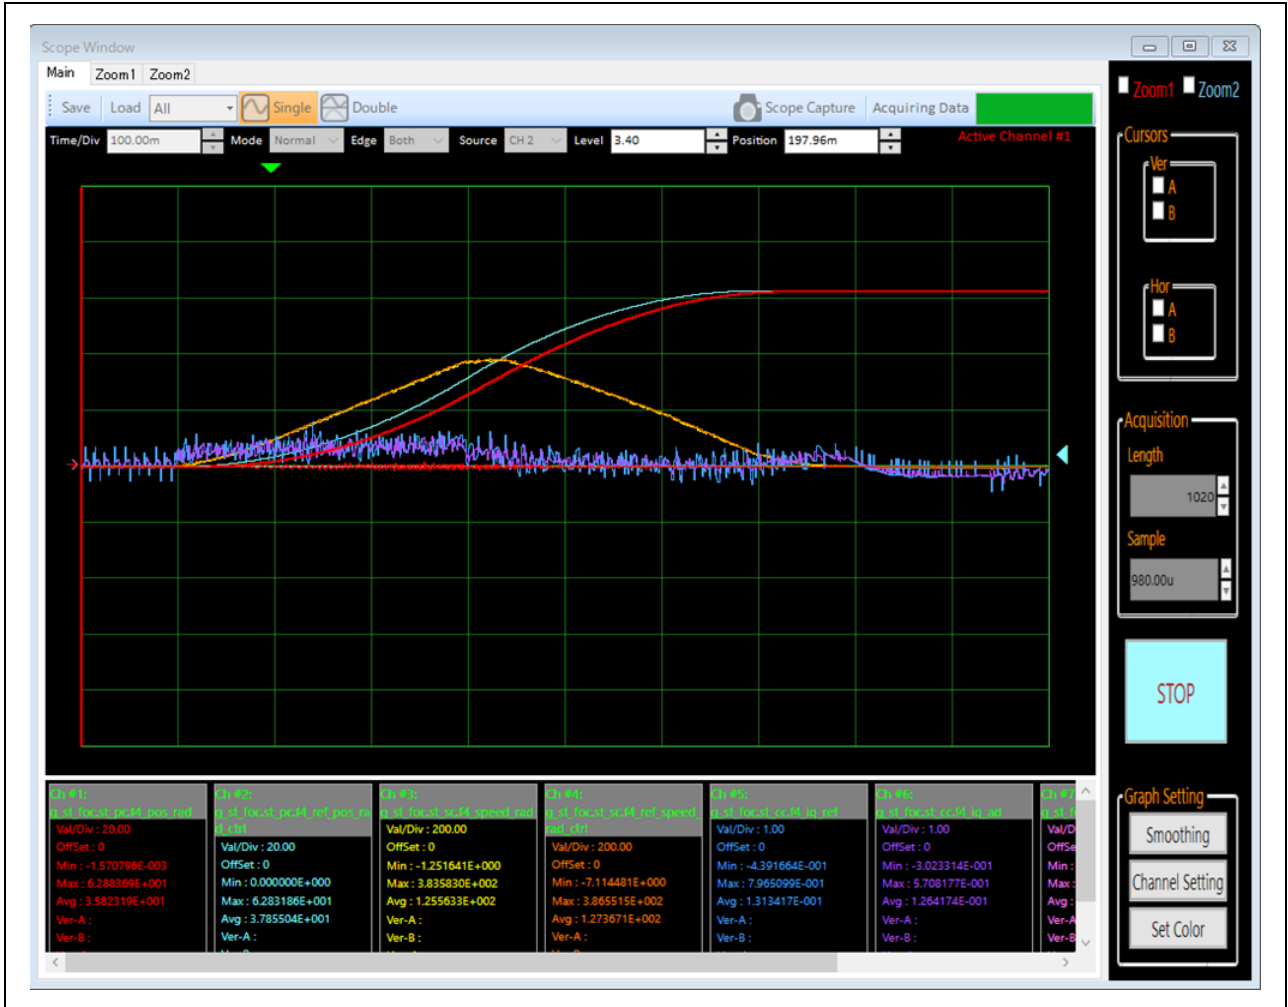 Scope Window
Main Zoom1 Zoom2
Save Load All Single Double Scope Capture Acquiring Data
Time/Div 100.00m Mode Normal Edge Both Source CH 2 Level 3.40 Position 197.96m Active Channel #1
Zoom1 Zoom2
Cursors
Ver
A
B
Hor
A
B
Acquisition
Length
1020
Sample
980.00u
STOP
Graph Setting
Smoothing
Channel Setting
Set Color
Ch #1:
g_st_foc.st_pc.f4_pos_rad
Val/Div : 20.00
OffSet : 0
Min : -1.570796E-003
Max : 6.288369E+001
Avg : 3.582319E+001
Ver-A :
Ver-B :
Ch #2:
g_st_foc.st_pc.f4_ref_pos_ra
d_ctrl
Val/Div : 20.00
OffSet : 0
Min : 0.000000E+000
Max : 6.283186E+001
Avg : 3.785504E+001
Ver-A :
Ch #3:
g_st_foc.st_sc.f4_speed_rad
Val/Div : 200.00
OffSet : 0
Min : -1.251641E+000
Max : 3.835830E+002
Avg : 1.255633E+002
Ver-A :
Ver-B :
Ch #4:
g_st_foc.st_sc.f4_ref_speed_
rad_ctrl
Val/Div : 200.00
OffSet : 0
Min : -7.114481E+000
Max : 3.865515E+002
Avg : 1.273671E+002
Ver-A :
Ch #5:
g_st_foc.st_cc.f4_iq_ref
Val/Div : 1.00
OffSet : 0
Min : -4.391664E-001
Max : 7.965099E-001
Avg : 1.313417E-001
Ver-A :
Ver-B :
Ch #6:
g_st_foc.st_cc.f4_iq_ad
Val/Div : 1.00
OffSet : 0
Min : -3.023314E-001
Max : 5.708177E-001
Avg : 1.264174E-001
Ver-A :
Ver-B :
Ch #7
g_st_f
Val/D
OffSe
Min :
Max :
Avg :
Ver-A
Ver-B